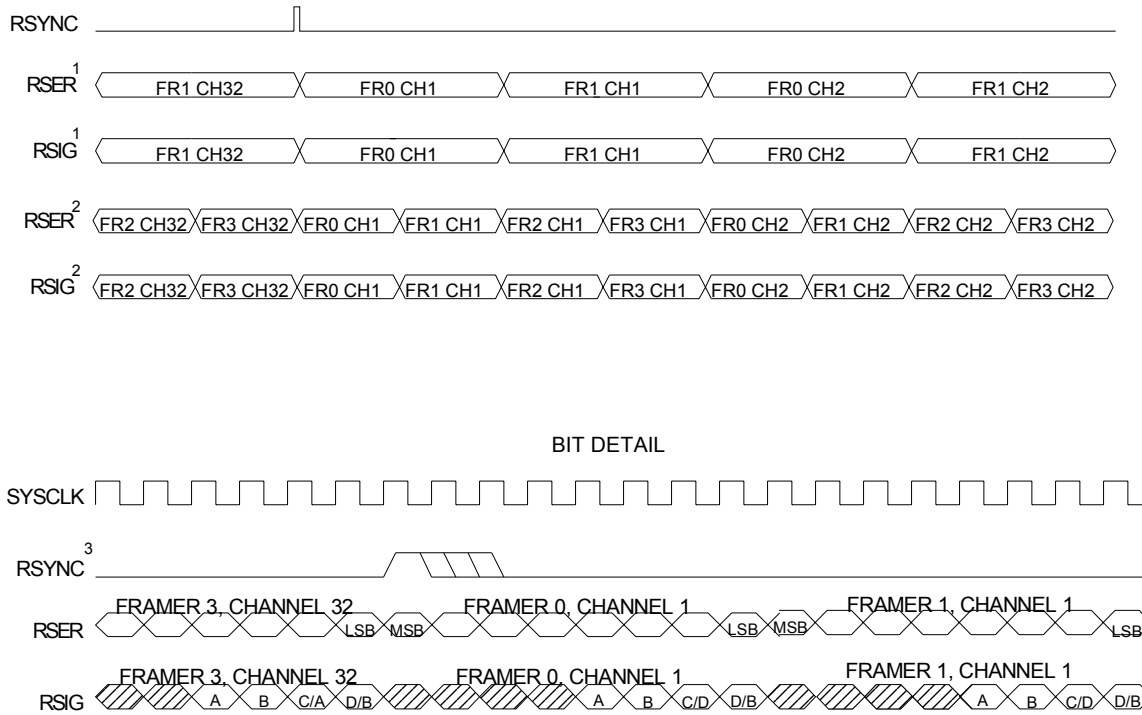 RSYNC
RSER1 FR1 CH32 FR0 CH1 FR1 CH1 FR0 CH2 FR1 CH2
RSIG1 FR1 CH32 FR0 CH1 FR1 CH1 FR0 CH2 FR1 CH2
RSER2 FR2 CH32 FR3 CH32 FR0 CH1 FR1 CH1 FR2 CH1 FR3 CH1 FR0 CH2 FR1 CH2 FR2 CH2 FR3 CH2
RSIG2 FR2 CH32 FR3 CH32 FR0 CH1 FR1 CH1 FR2 CH1 FR3 CH1 FR0 CH2 FR1 CH2 FR2 CH2 FR3 CH2
BIT DETAIL
SYSCLK
RSYNC3
FRAMER 3, CHANNEL 32 FRAMER 0, CHANNEL 1 FRAMER 1, CHANNEL 1
RSER LSB MSB LSB MSB LSB
FRAMER 3, CHANNEL 32 FRAMER 0, CHANNEL 1 FRAMER 1, CHANNEL 1
RSIG A B C/A D/B A B C/D D/B A B C/D D/B